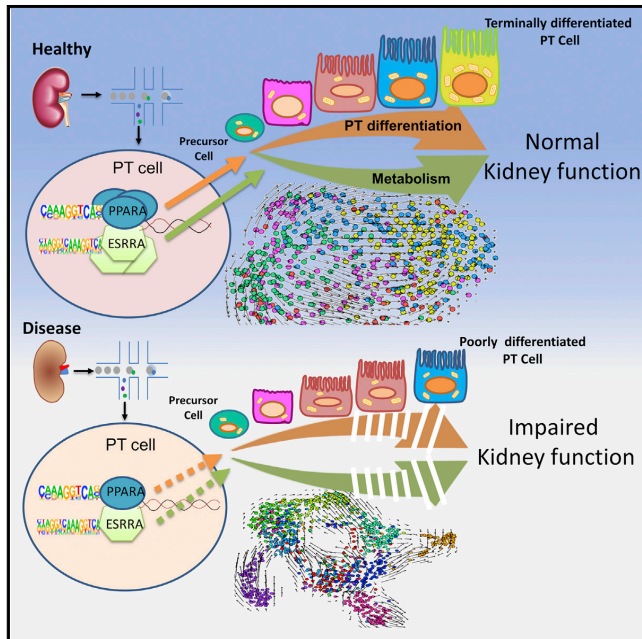 Healthy
Terminally differentiated
PT Cell
Precursor
Cell
PT differentiation
Metabolism
Normal
Kidney function
PT cell
PPARA
ESRRA
Disease
Poorly differentiated
PT Cell
Precursor
Cell
Impaired
Kidney function
PT cell
CAAAGGTCA
PPARA
ESRRA